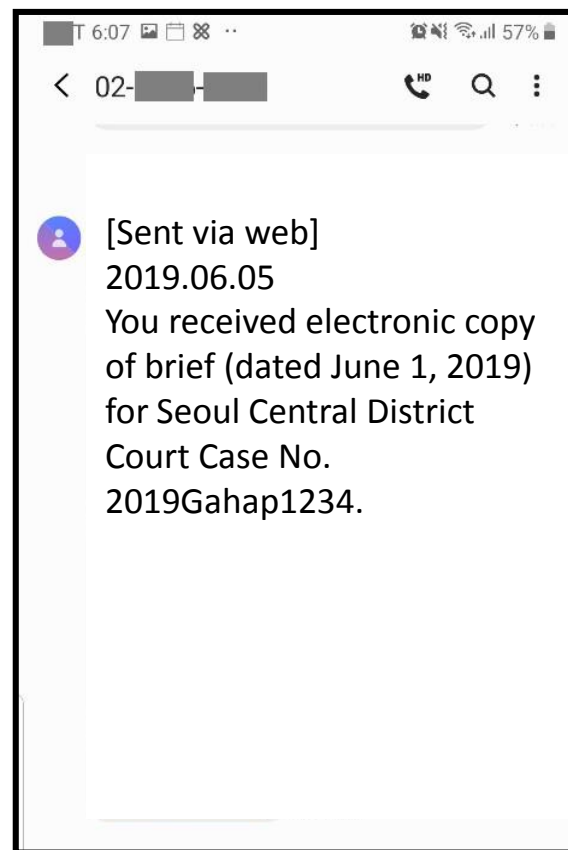 T 6:07
57%
02-
HD
[Sent via web]
2019.06.05
You received electronic copy
of brief (dated June 1, 2019)
for Seoul Central District
Court Case No.
2019Gahap1234.